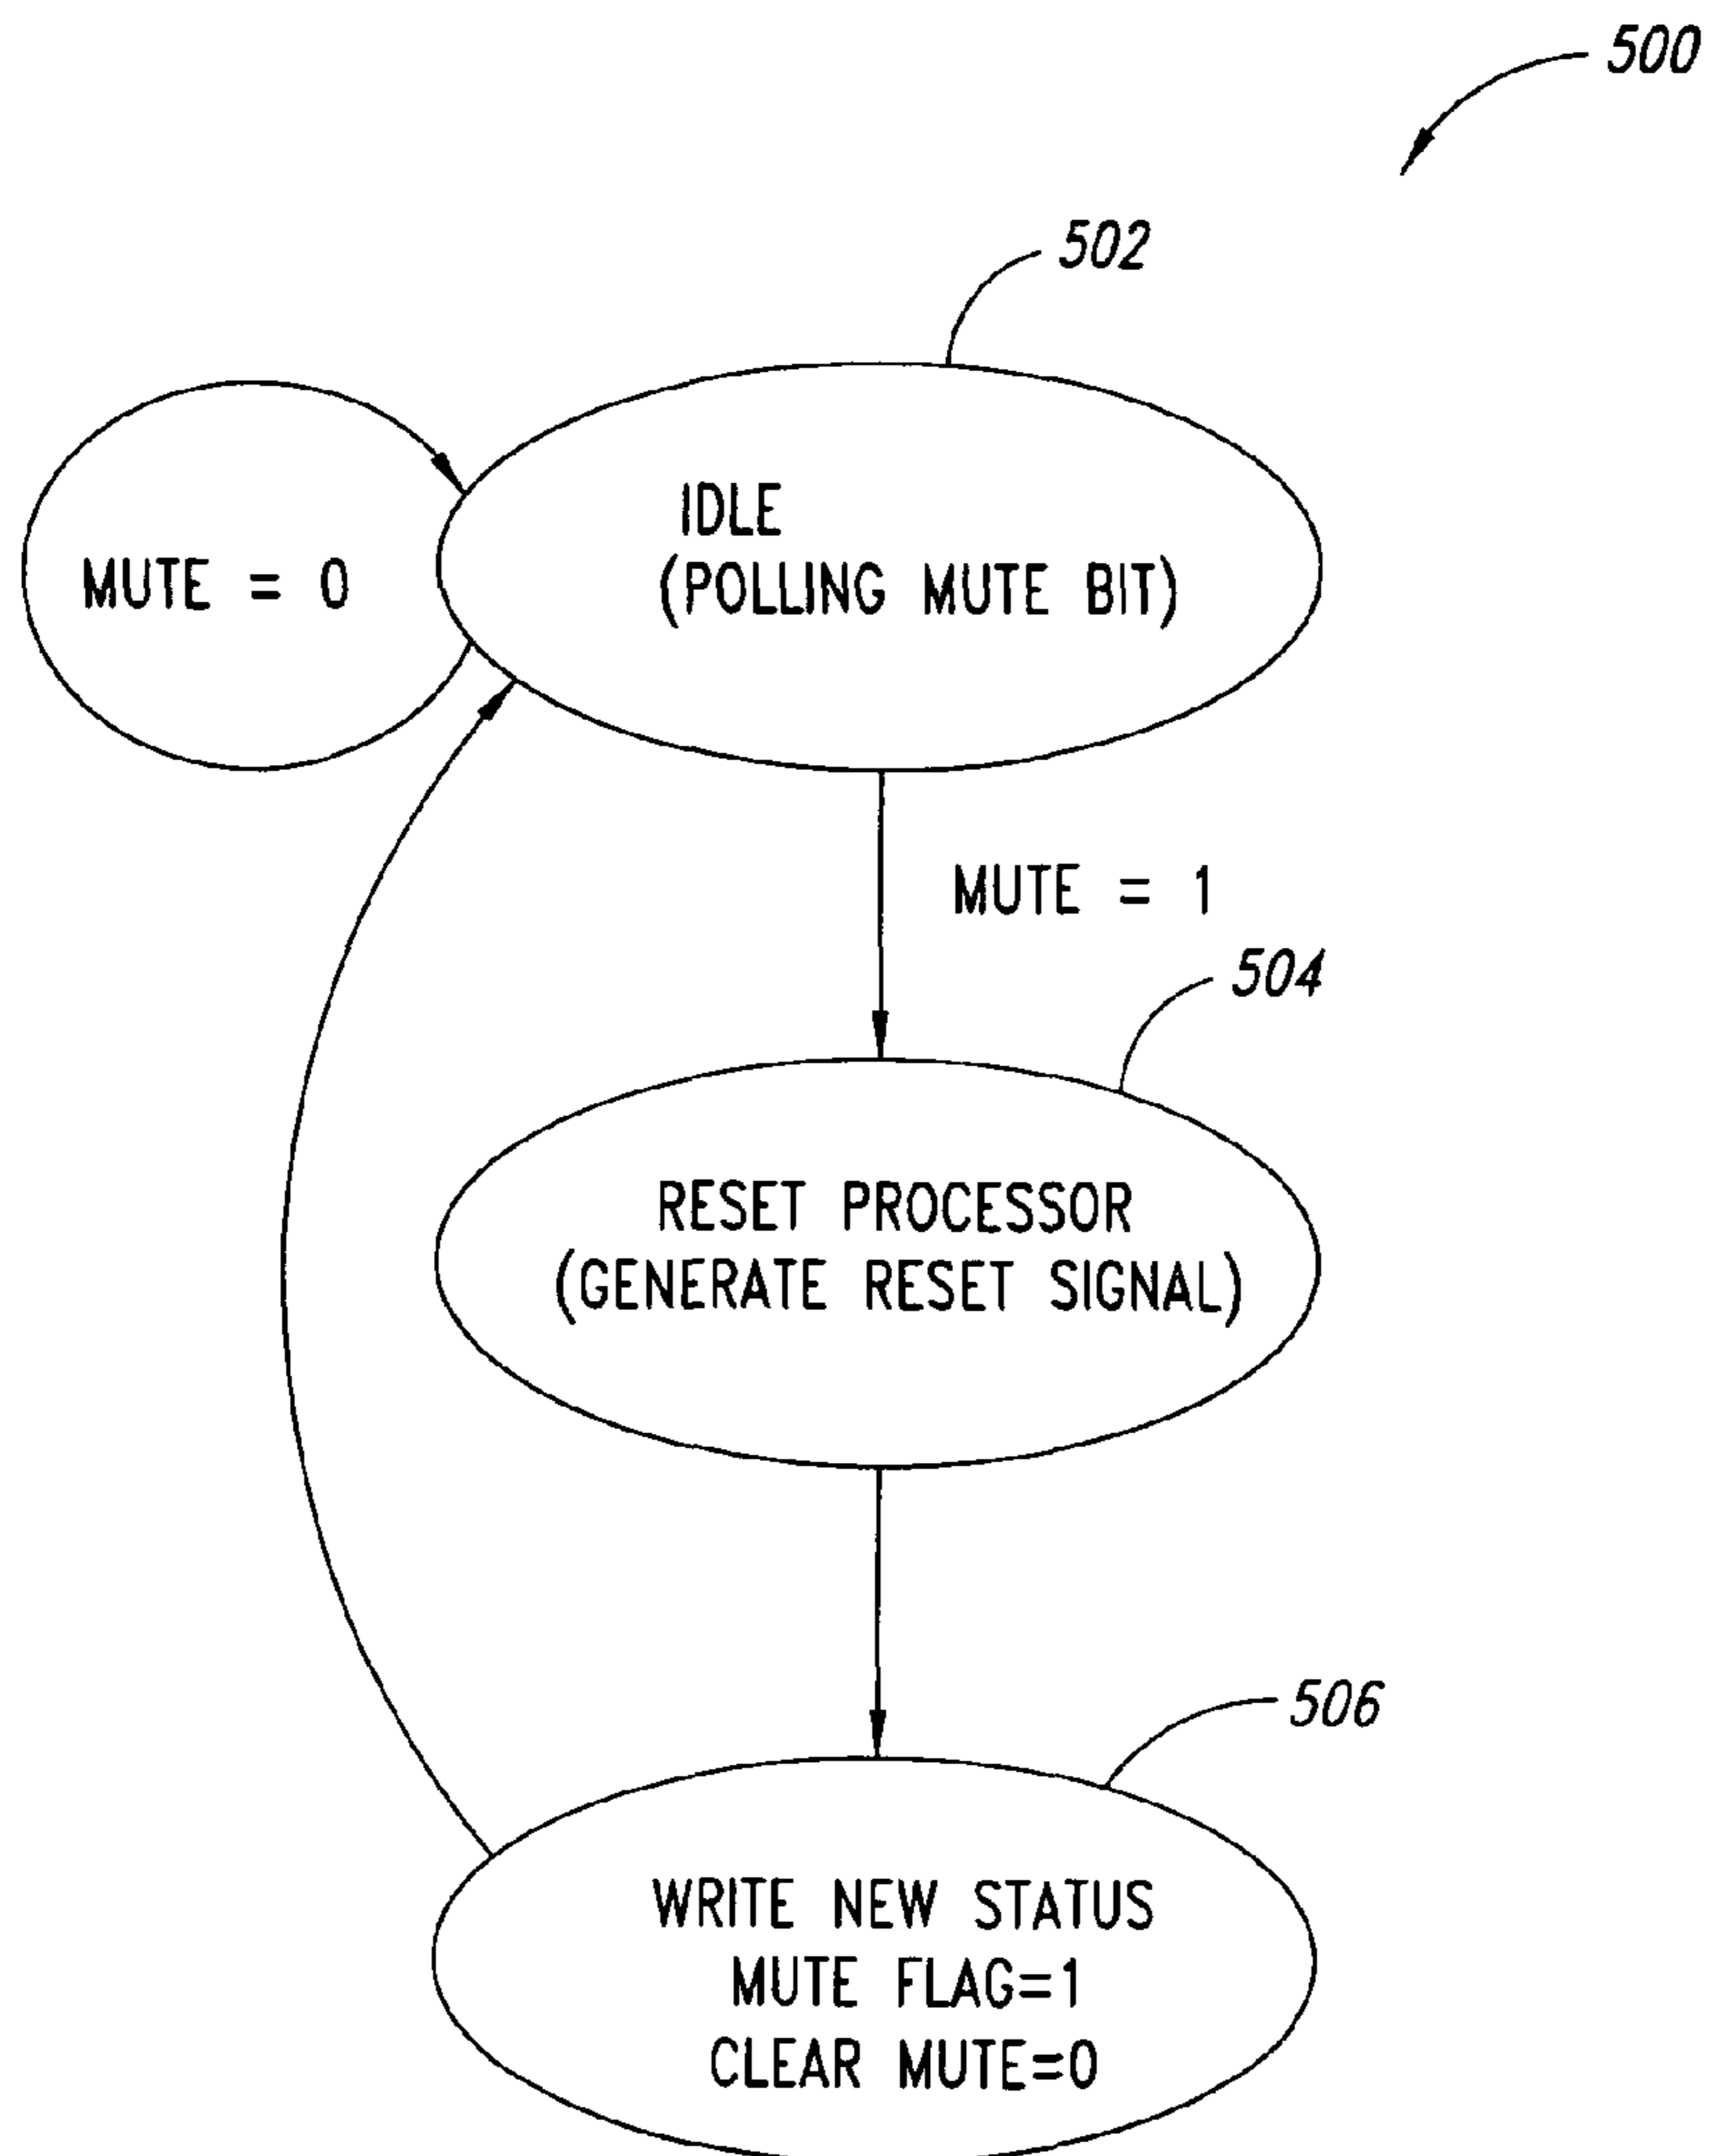 500
502
IDLE
(POLLING MUTE BIT)
MUTE = 0
MUTE = 1
504
RESET PROCESSOR
(GENERATE RESET SIGNAL)
506
WRITE NEW STATUS
MUTE FLAG=1
CLEAR MUTE=0